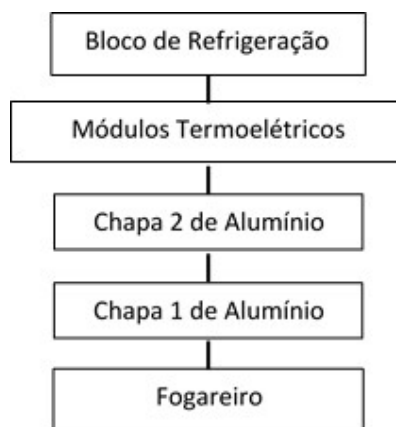 Bloco de Refrigeração
Módulos Termoelétricos
Chapa 2 de Alumínio
Chapa 1 de Alumínio
Fogareiro